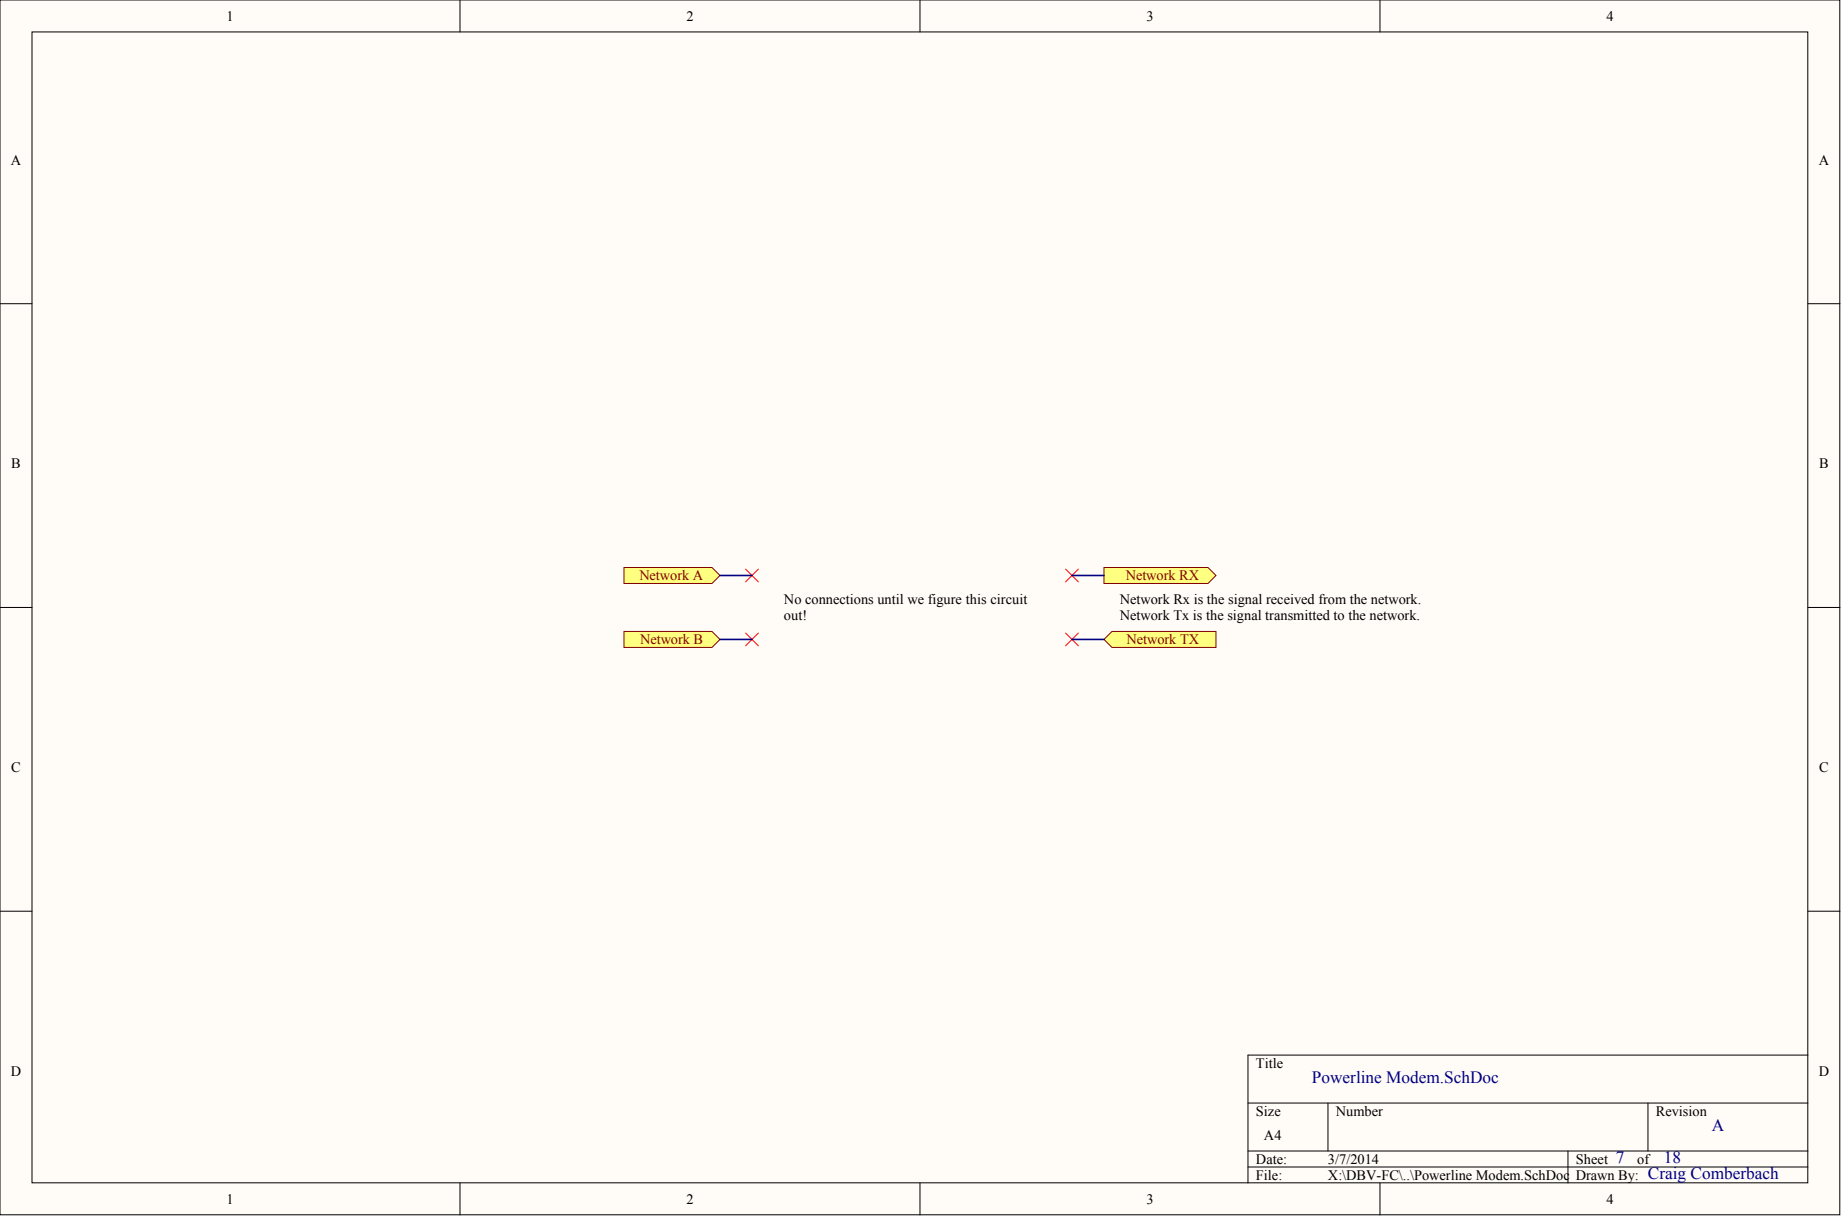 1 2 3 4
A A
Network A Network RX
No connections until we figure this circuit
out!
Network Rx is the signal received from the network.
Network Tx is the signal transmitted to the network.
B B
Network B Network TX
C C
D D
Title
Powerline Modem.SchDoc
Size Number Revision
A4 A
Date: 3/7/2014 Sheet 7 of 18
File: X:\DBV-FC\..\Powerline Modem.SchDoc Drawn By: Craig Comberbach
1 2 3 4